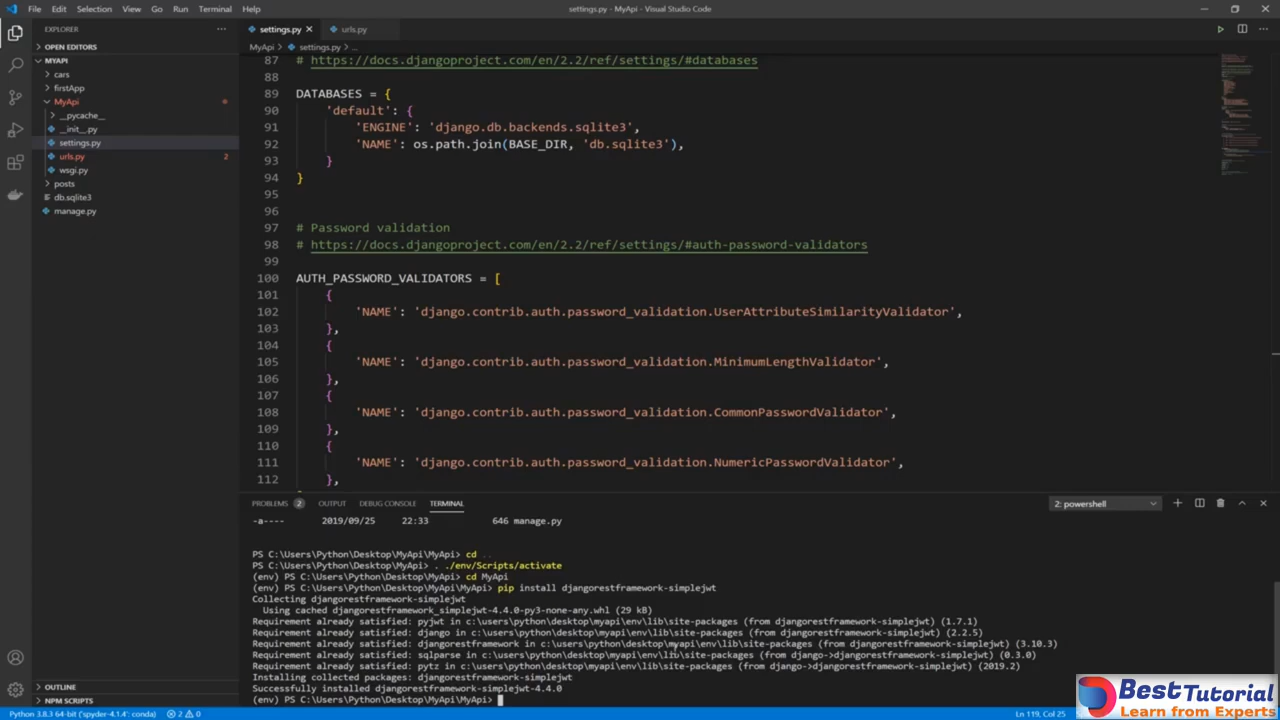 File Edit Selection View Go Run Terminal Help
settings.py - MyApi - Visual Studio Code
EXPLORER
OPEN EDITORS
MYAPI
cars
firstApp
MyApi
__pycache__
__init__.py
settings.py
urls.py 2
wsgi.py
posts
db.sqlite3
manage.py
OUTLINE
NPM SCRIPTS
settings.py urls.py
MyApi > settings.py > ...
87 # https://docs.djangoproject.com/en/2.2/ref/settings/#databases
88
89 DATABASES = {
90 'default': {
91 'ENGINE': 'django.db.backends.sqlite3',
92 'NAME': os.path.join(BASE_DIR, 'db.sqlite3'),
93 }
94 }
95
96
97 # Password validation
98 # https://docs.djangoproject.com/en/2.2/ref/settings/#auth-password-validators
99
100 AUTH_PASSWORD_VALIDATORS = [
101 {
102 'NAME': 'django.contrib.auth.password_validation.UserAttributeSimilarityValidator',
103 },
104 {
105 'NAME': 'django.contrib.auth.password_validation.MinimumLengthValidator',
106 },
107 {
108 'NAME': 'django.contrib.auth.password_validation.CommonPasswordValidator',
109 },
110 {
111 'NAME': 'django.contrib.auth.password_validation.NumericPasswordValidator',
112 },
PROBLEMS 2 OUTPUT DEBUG CONSOLE TERMINAL 2: powershell
-a---- 2019/09/25 22:33 646 manage.py
PS C:\Users\Python\Desktop\MyApi\MyApi> cd ..
PS C:\Users\Python\Desktop\MyApi> . ./env/Scripts/activate
(env) PS C:\Users\Python\Desktop\MyApi> cd MyApi
(env) PS C:\Users\Python\Desktop\MyApi\MyApi> pip install djangorestframework-simplejwt
Collecting djangorestframework-simplejwt
Using cached djangorestframework_simplejwt-4.4.0-py3-none-any.whl (29 kB)
Requirement already satisfied: pyjwt in c:\users\python\desktop\myapi\env\lib\site-packages (from djangorestframework-simplejwt) (1.7.1)
Requirement already satisfied: django in c:\users\python\desktop\myapi\env\lib\site-packages (from djangorestframework-simplejwt) (2.2.5)
Requirement already satisfied: djangorestframework in c:\users\python\desktop\myapi\env\lib\site-packages (from djangorestframework-simplejwt) (3.10.3)
Requirement already satisfied: sqlparse in c:\users\python\desktop\myapi\env\lib\site-packages (from django->djangorestframework-simplejwt) (0.3.0)
Requirement already satisfied: pytz in c:\users\python\desktop\myapi\env\lib\site-packages (from django->djangorestframework-simplejwt) (2019.2)
Installing collected packages: djangorestframework-simplejwt
Successfully installed djangorestframework-simplejwt-4.4.0
(env) PS C:\Users\Python\Desktop\MyApi\MyApi>
Python 3.8.3 64-bit ('spyder-4.1.4': conda) 2 0
Ln 119, Col 25
BestTutorial
Learn from Experts